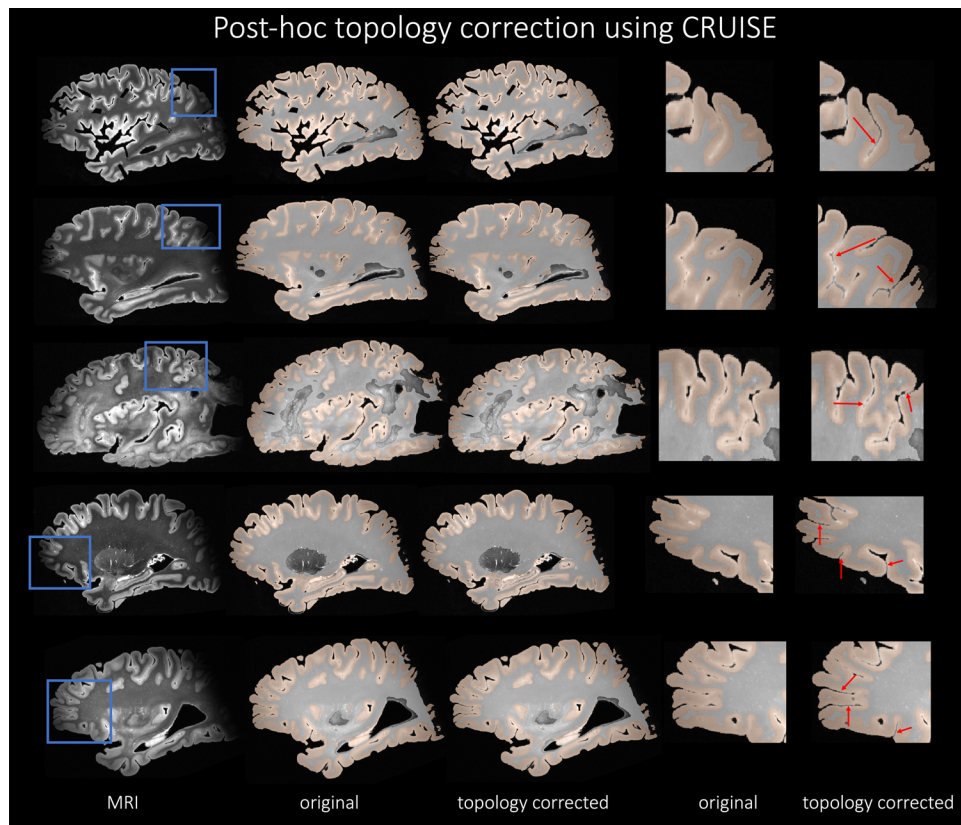 Post-hoc topology correction using CRUISE
MRI
original
topology corrected
original
topology corrected